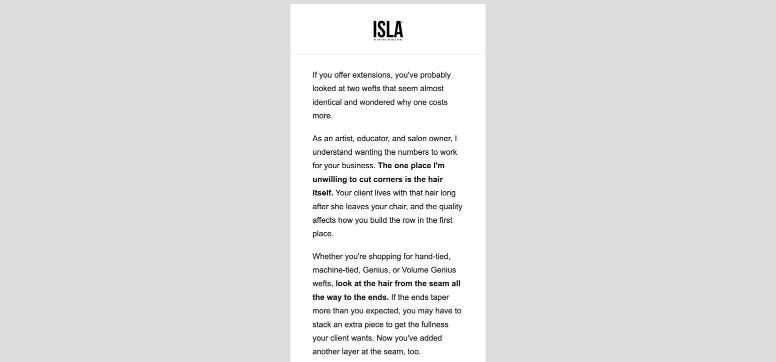 ISLA
If you offer extensions, you've probably
looked at two wefts that seem almost
identical and wondered why one costs
more.
As an artist, educator, and salon owner, I
understand wanting the numbers to work
for your business. The one place I'm
unwilling to cut corners is the hair
itself. Your client lives with that hair long
after she leaves your chair, and the quality
affects how you build the row in the first
place.
Whether you're shopping for hand-tied,
machine-tied, Genius, or Volume Genius
wefts, look at the hair from the seam all
the way to the ends. If the ends taper
more than you expected, you may have to
stack an extra piece to get the fullness
your client wants. Now you've added
another layer at the seam, too.